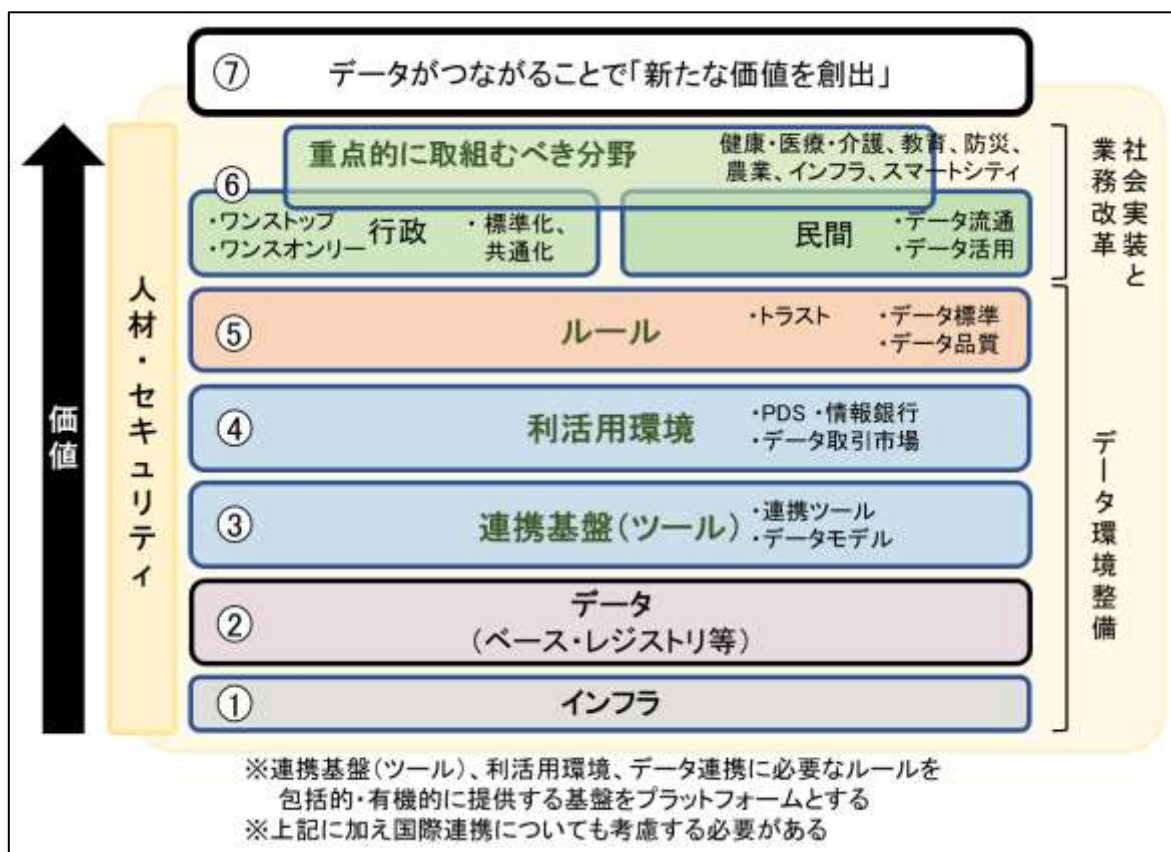 ⑦ データがつながることで「新たな価値を創出」
重点的に取組むべき分野
健康・医療・介護、教育、防災、
農業、インフラ、スマートシティ
⑥
・ワンストップ
・ワンスオンリー
行政
・標準化、
共通化
民間
・データ流通
・データ活用
⑤ ルール
・トラスト
・データ標準
・データ品質
④ 利活用環境
・PDS ・情報銀行
・データ取引市場
③ 連携基盤(ツール)
・連携ツール
・データモデル
② データ
(ベース・レジストリ等)
① インフラ
価値
人材・セキュリティ
社会実装と
業務改革
データ環境整備
※連携基盤(ツール)、利活用環境、データ連携に必要なルールを
包括的・有機的に提供する基盤をプラットフォームとする
※上記に加え国際連携についても考慮する必要がある